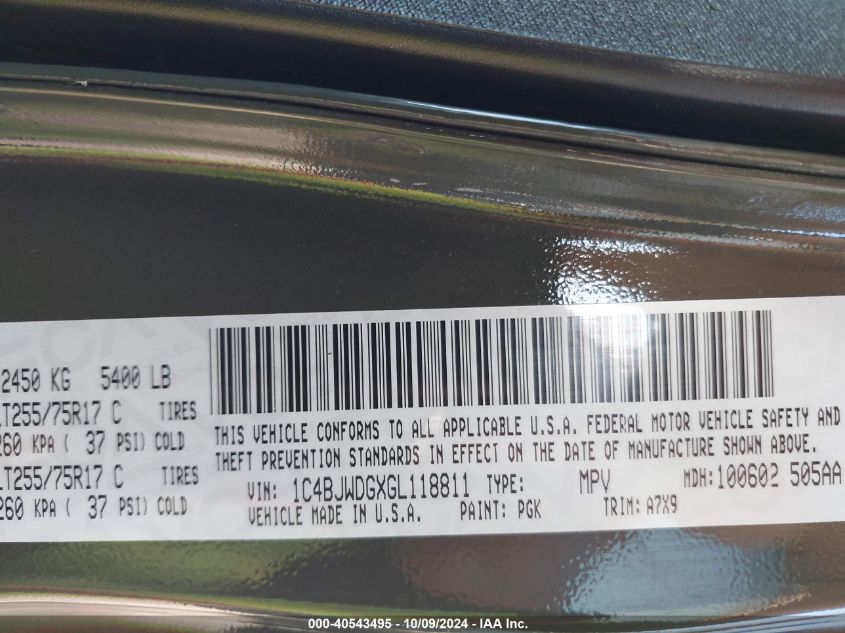 2450 KG 5400 LB
LT255/75R17 C TIRES
260 KPA ( 37 PSI) COLD
LT255/75R17 C TIRES
260 KPA ( 37 PSI) COLD
THIS VEHICLE CONFORMS TO ALL APPLICABLE U.S.A. FEDERAL MOTOR VEHICLE SAFETY AND
THEFT PREVENTION STANDARDS IN EFFECT ON THE DATE OF MANUFACTURE SHOWN ABOVE.
VIN: 1C4BJWDGXGL118811 TYPE: MPV MDH: 100602 505AA
VEHICLE MADE IN U.S.A. PAINT: PGK TRIM: A7X9
000-40543495 - 10/09/2024 - IAA Inc.